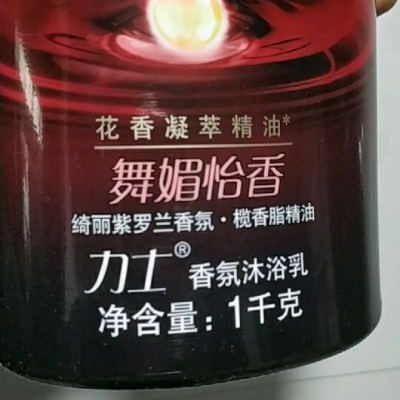 花香凝萃精油*
舞媚怡香
绮丽紫罗兰香氛·榄香脂精油
力士® 香氛沐浴乳
净含量：1千克